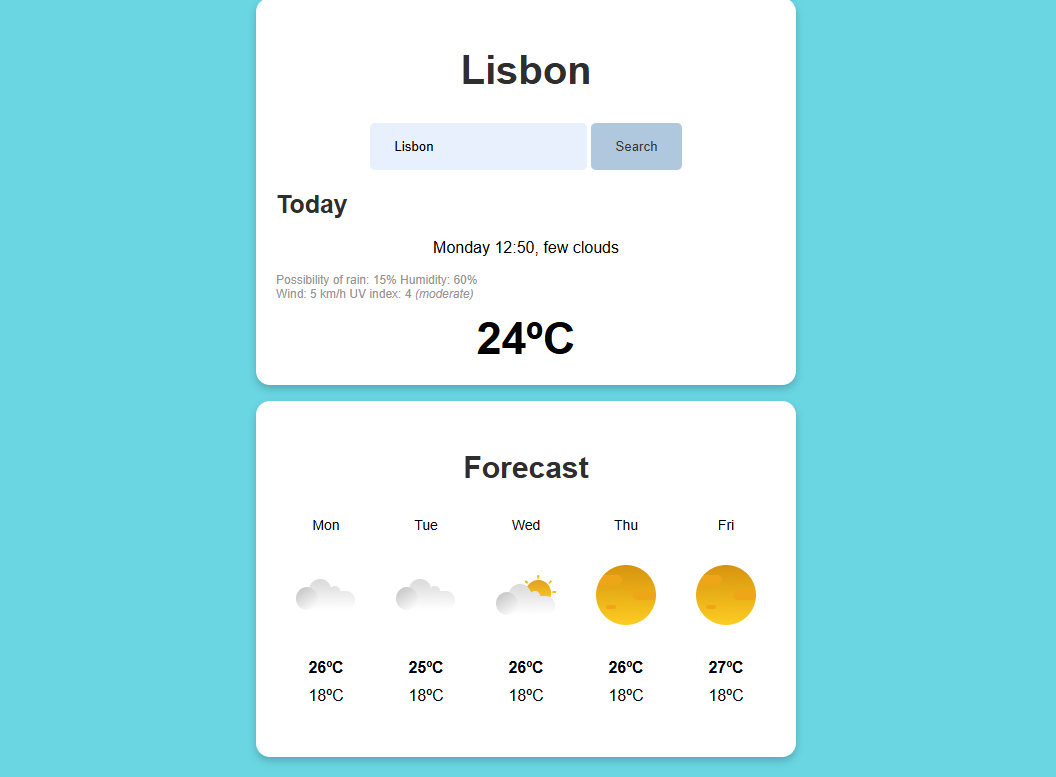 Lisbon
Lisbon Search
Today
Monday 12:50, few clouds
Possibility of rain: 15% Humidity: 60%
Wind: 5 km/h UV index: 4 (moderate)
24ºC
Forecast
Mon Tue Wed Thu Fri
26ºC 25ºC 26ºC 26ºC 27ºC
18ºC 18ºC 18ºC 18ºC 18ºC